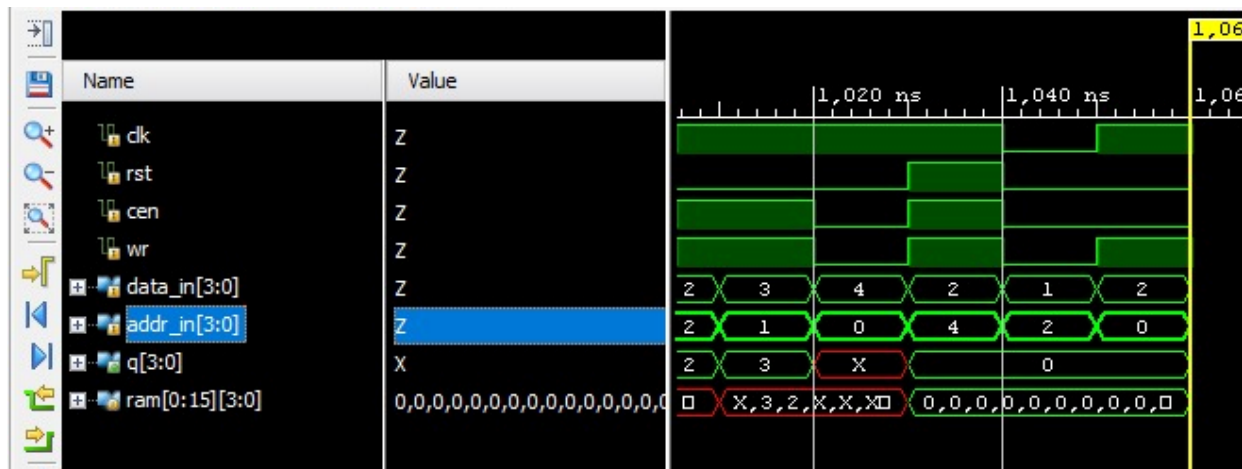 1,06
Name Value
1,020 ns 1,040 ns 1,06
clk Z
rst Z
cen Z
wr Z
data_in[3:0] Z 2 3 4 2 1 2
addr_in[3:0] Z 2 1 0 4 2 0
q[3:0] X 2 3 X 0
ram[0:15][3:0] 0,0,0,0,0,0,0,0,0,0,0,0,0,0,0 X,3,2,X,X,X 0,0,0,0,0,0,0,0,0,0,